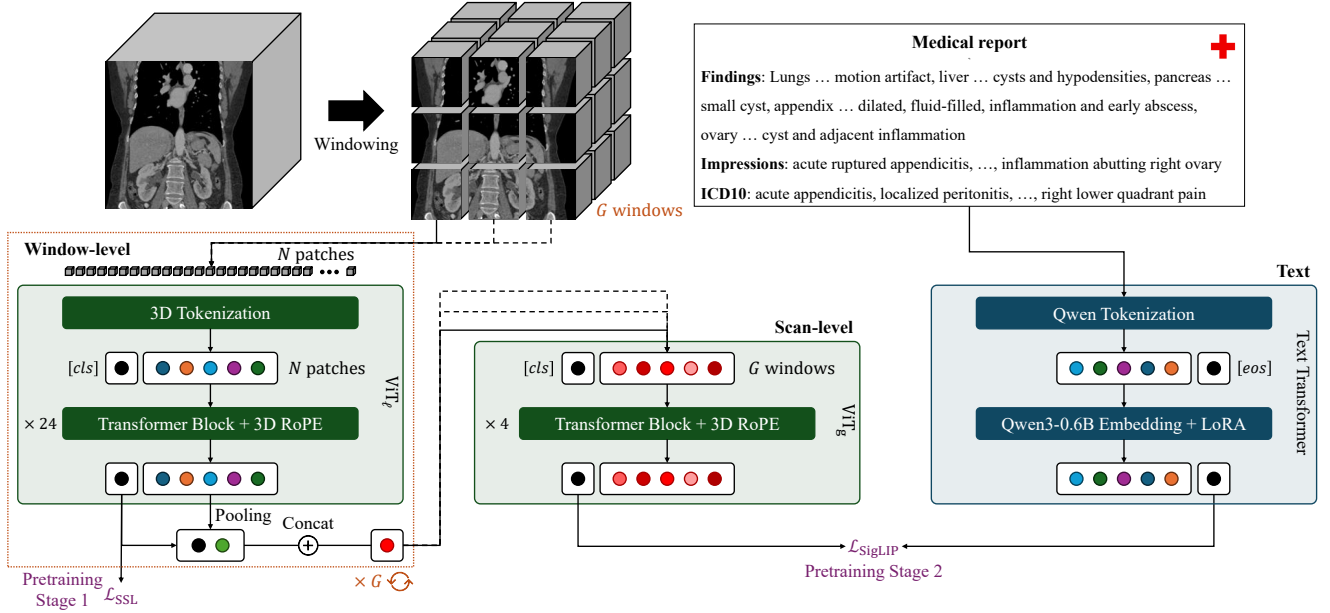 Windowing
G windows
Medical report
Findings: Lungs … motion artifact, liver … cysts and hypodensities, pancreas …
small cyst, appendix … dilated, fluid-filled, inflammation and early abscess,
ovary … cyst and adjacent inflammation
Impressions: acute ruptured appendicitis, …, inflammation abutting right ovary
ICD10: acute appendicitis, localized peritonitis, …, right lower quadrant pain
Window-level
N patches
3D Tokenization
[cls]
N patches
× 24
Transformer Block + 3D RoPE
ViTℓ
Pooling
Concat
× G
Pretraining
Stage 1
ℒSSL
Scan-level
[cls]
G windows
× 4
Transformer Block + 3D RoPE
ViTg
Text
Qwen Tokenization
[eos]
Qwen3-0.6B Embedding + LoRA
Text Transformer
ℒSigLIP
Pretraining Stage 2